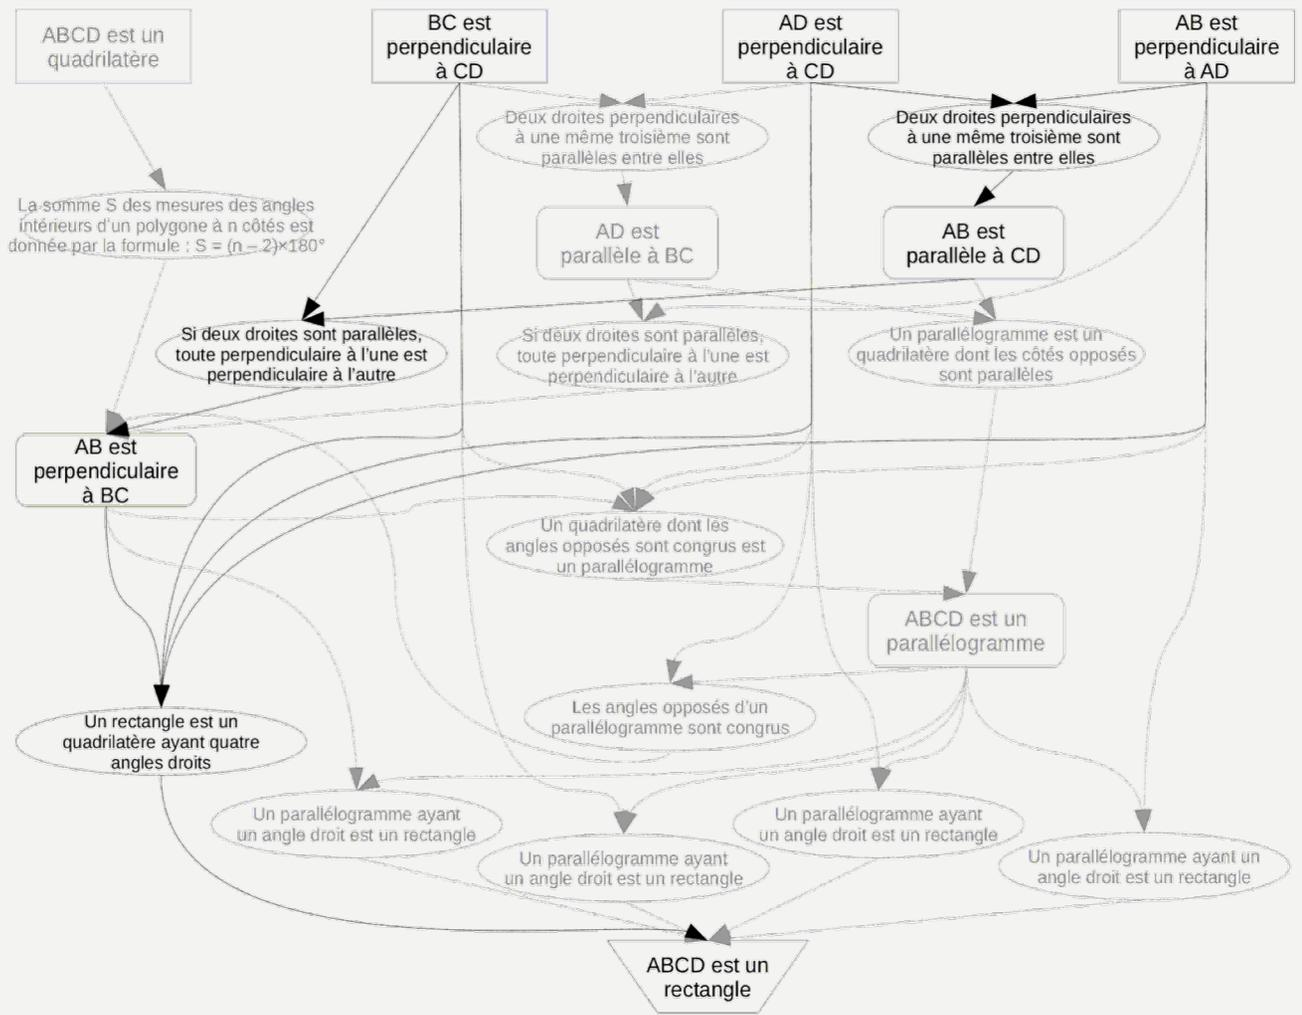 ABCD est un
quadrilatère
BC est
perpendiculaire
à CD
AD est
perpendiculaire
à CD
AB est
perpendiculaire
à AD
Deux droites perpendiculaires
à une même troisième sont
parallèles entre elles
Deux droites perpendiculaires
à une même troisième sont
parallèles entre elles
La somme S des mesures des angles
intérieurs d'un polygone à n côtés est
donnée par la formule : S = (n – 2)×180°
AD est
parallèle à BC
AB est
parallèle à CD
Si deux droites sont parallèles,
toute perpendiculaire à l'une est
perpendiculaire à l'autre
Si deux droites sont parallèles,
toute perpendiculaire à l'une est
perpendiculaire à l'autre
Un parallélogramme est un
quadrilatère dont les côtés opposés
sont parallèles
AB est
perpendiculaire
à BC
Un quadrilatère dont les
angles opposés sont congrus est
un parallélogramme
ABCD est un
parallélogramme
Les angles opposés d'un
parallélogramme sont congrus
Un rectangle est un
quadrilatère ayant quatre
angles droits
Un parallélogramme ayant
un angle droit est un rectangle
Un parallélogramme ayant
un angle droit est un rectangle
Un parallélogramme ayant
un angle droit est un rectangle
Un parallélogramme ayant un
angle droit est un rectangle
ABCD est un
rectangle